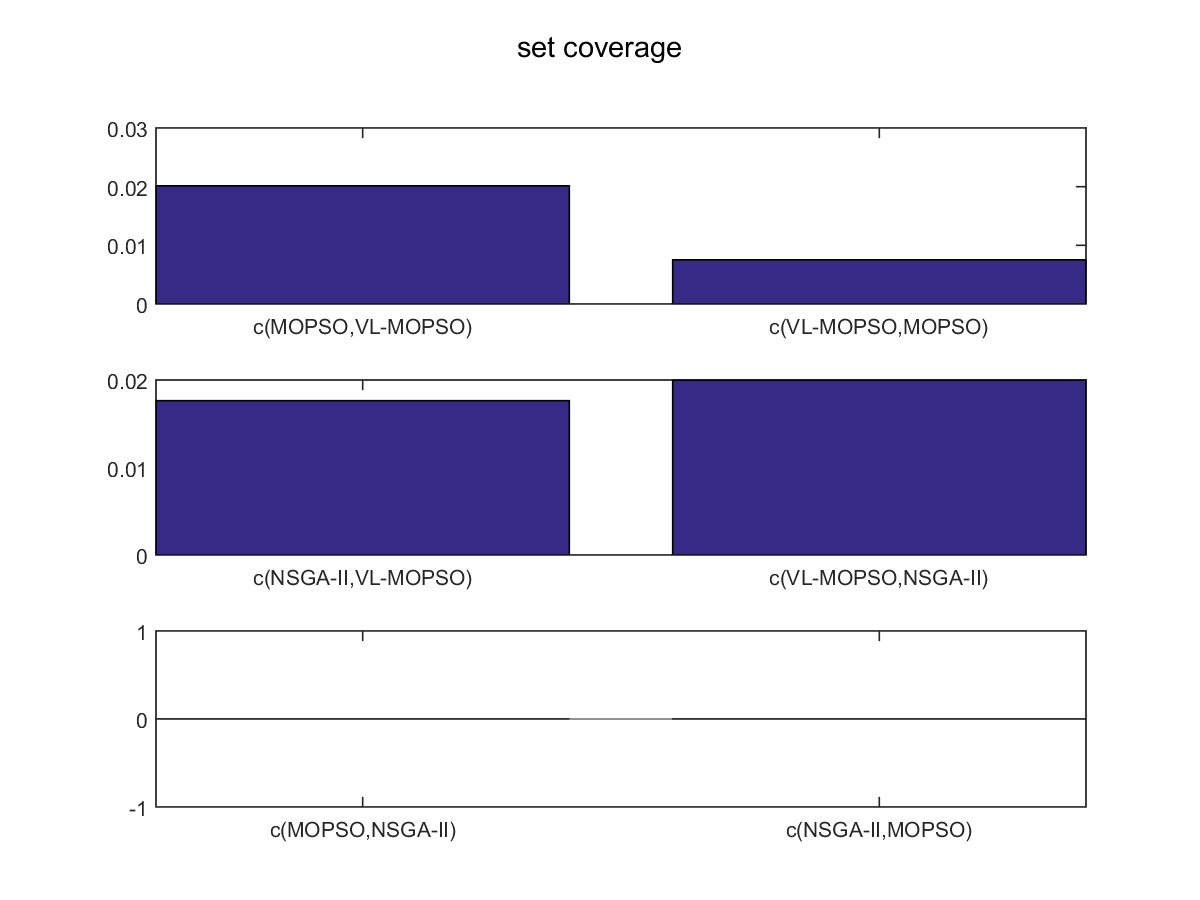 set coverage
0.03
0.02
0.01
0
c(MOPSO,VL-MOPSO) c(VL-MOPSO,MOPSO)
0.02
0.01
0
c(NSGA-II,VL-MOPSO) c(VL-MOPSO,NSGA-II)
1
0
-1
c(MOPSO,NSGA-II) c(NSGA-II,MOPSO)